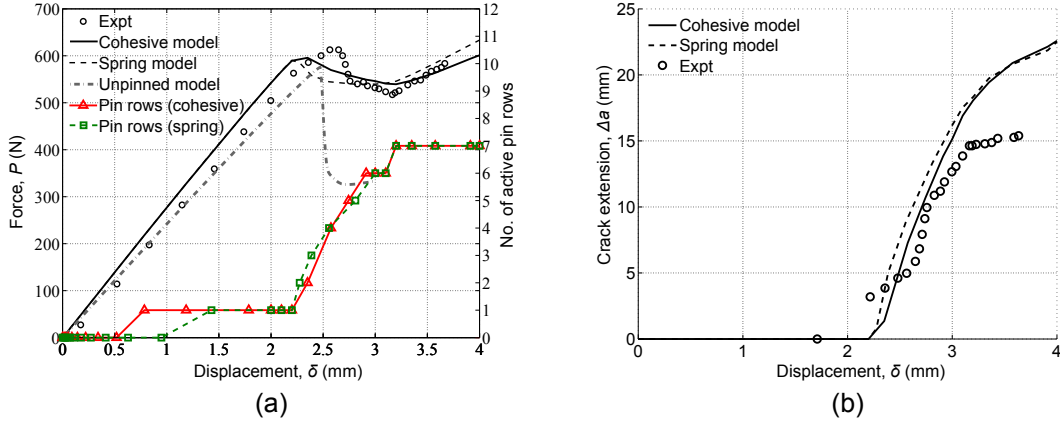 700
600
500
400
300
200
100
0
Force, P (N)
Expt
Cohesive model
Spring model
Unpinned model
Pin rows (cohesive)
Pin rows (spring)
12
11
10
9
8
7
6
5
4
3
2
1
0
No. of active pin rows
0 0.5 1 1.5 2 2.5 3 3.5 4
Displacement, δ (mm)
(a)
25
20
15
10
5
0
Crack extension, Δa (mm)
Cohesive model
Spring model
Expt
0 1 2 3 4
Displacement, δ (mm)
(b)